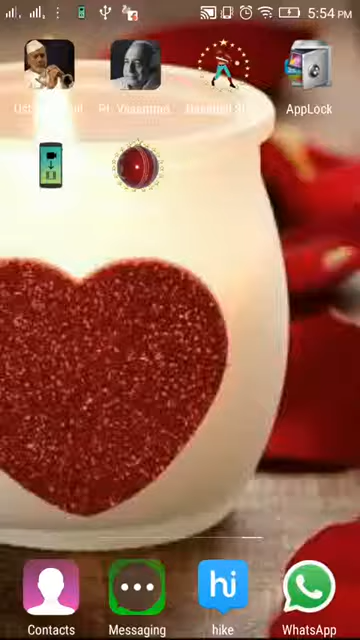 5:54 PM
AppLock
hi
Contacts
Messaging
hike
WhatsApp